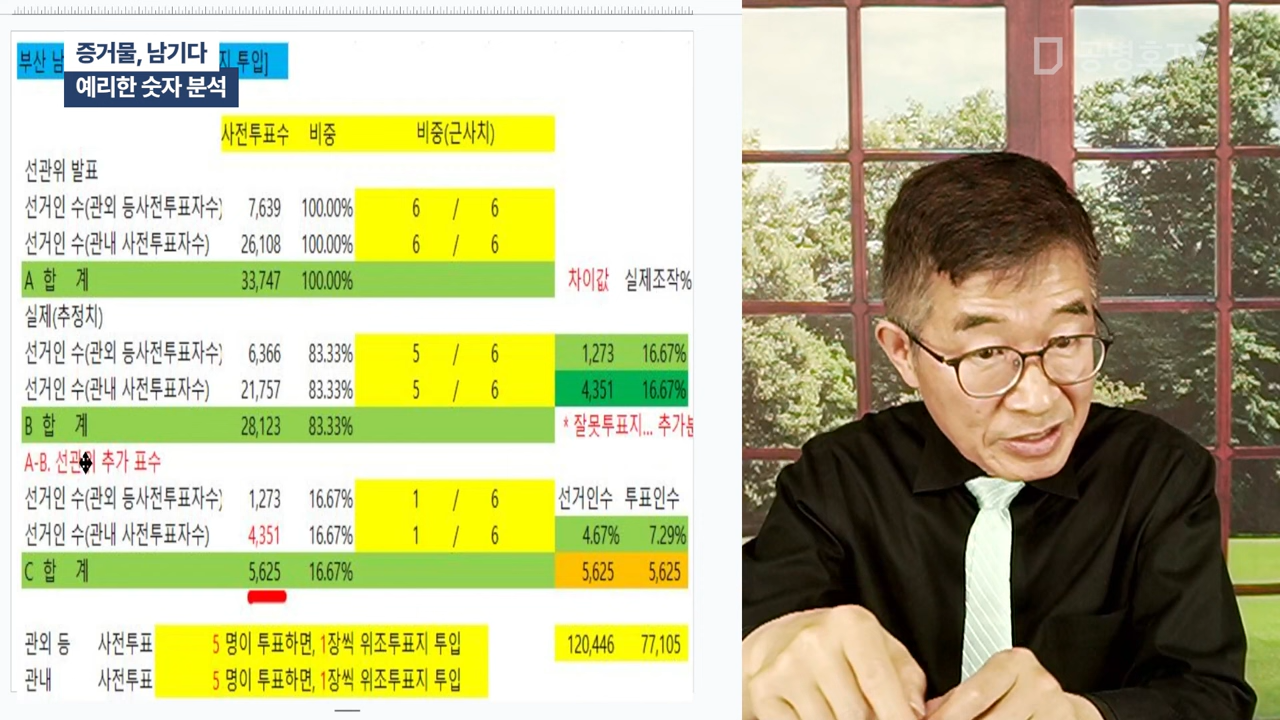 증거물, 남기다
예리한 숫자 분석
부산 남 지 투입]
공병호TV
사전투표수 비중 비중(근사치)
선관위 발표
선거인 수(관외 등사전투표자수) 7,639 100.00% 6 / 6
선거인 수(관내 사전투표자수) 26,108 100.00% 6 / 6
A 합 계 33,747 100.00% 차이값 실제조작%
실제(추정치)
선거인 수(관외 등사전투표자수) 6,366 83.33% 5 / 6 1,273 16.67%
선거인 수(관내 사전투표자수) 21,757 83.33% 5 / 6 4,351 16.67%
B 합 계 28,123 83.33% * 잘못투표지... 추가분
A-B. 선관위 추가 표수
선거인 수(관외 등사전투표자수) 1,273 16.67% 1 / 6 선거인수 투표인수
선거인 수(관내 사전투표자수) 4,351 16.67% 1 / 6 4.67% 7.29%
C 합 계 5,625 16.67% 5,625 5,625
관외 등 사전투표 5 명이 투표하면, 1장씩 위조투표지 투입 120,446 77,105
관내 사전투표 5 명이 투표하면, 1장씩 위조투표지 투입